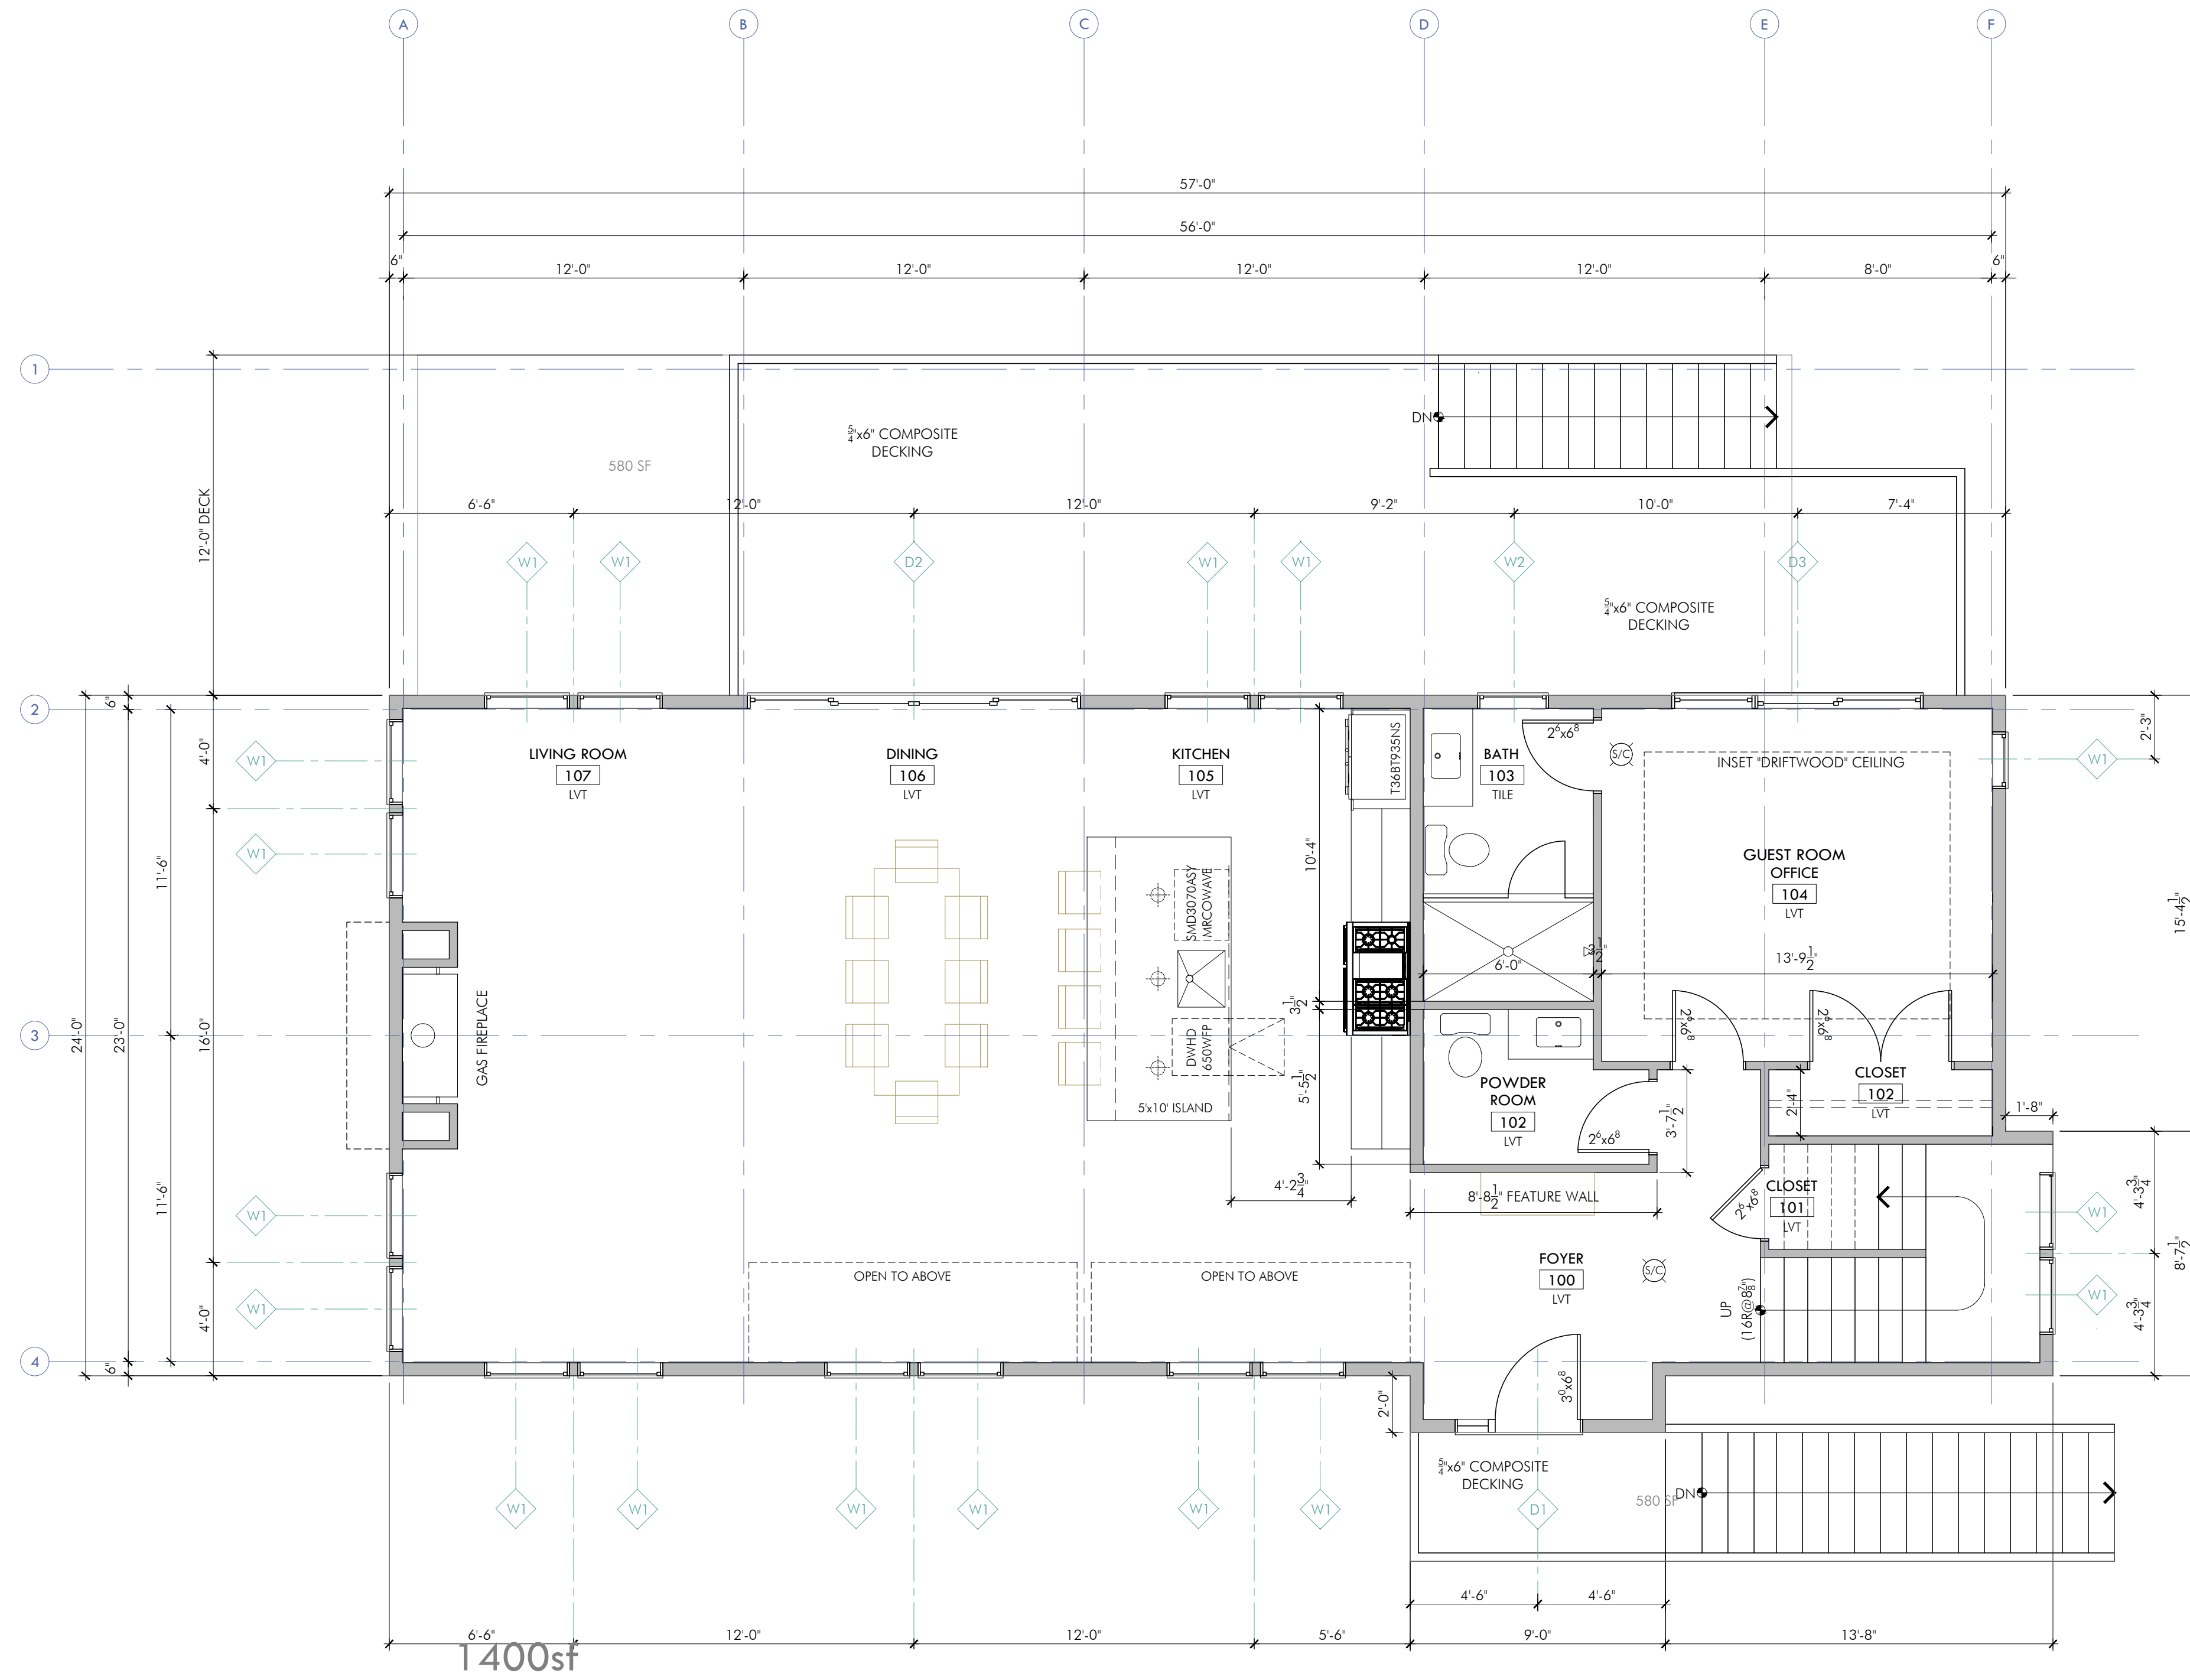 A
B
C
D
E
F
57'-0"
56'-0"
6"
12'-0"
12'-0"
12'-0"
12'-0"
8'-0"
6"
1
DN
5/4"x6" COMPOSITE
DECKING
580 SF
12'-0" DECK
6'-6"
12'-0"
12'-0"
9'-2"
10'-0"
7'-4"
W1
W1
D2
W1
W1
W2
D3
5/4"x6" COMPOSITE
DECKING
2
6"
4'-0"
2'-3"
LIVING ROOM
107
LVT
DINING
106
LVT
KITCHEN
105
LVT
T36BT935NS
BATH
103
TILE
2⁶x6⁸
S/C
INSET "DRIFTWOOD" CEILING
W1
W1
W1
11'-6"
10'-4"
SMD3070ASY
MRCOWAVE
GUEST ROOM
OFFICE
104
LVT
15'-4 1/2"
6'-0"
3 1/2"
13'-9 1/2"
3 1/2"
3
24'-0"
23'-0"
16'-0"
GAS FIREPLACE
DWHD
650WFP
5'x10' ISLAND
5'-5 1/2"
2⁶x6⁸
2⁶x6⁸
POWDER
ROOM
102
LVT
2⁶x6⁸
3'-7 1/2"
CLOSET
102
LVT
2'-4"
1'-8"
11'-6"
W1
W1
4'-2 3/4"
8'-8 1/2" FEATURE WALL
2⁶x6⁸
CLOSET
101
LVT
4'-3 3/4"
W1
8'-7 1/2"
W1
4'-3 3/4"
OPEN TO ABOVE
OPEN TO ABOVE
FOYER
100
LVT
S/C
UP
(16R@8 7/8")
4'-0"
4
6"
2'-0"
3⁰x6⁸
5/4"x6" COMPOSITE
DECKING
580 SF
DN
W1
W1
W1
W1
W1
W1
D1
4'-6"
4'-6"
6'-6"
12'-0"
12'-0"
5'-6"
9'-0"
13'-8"
1400sf